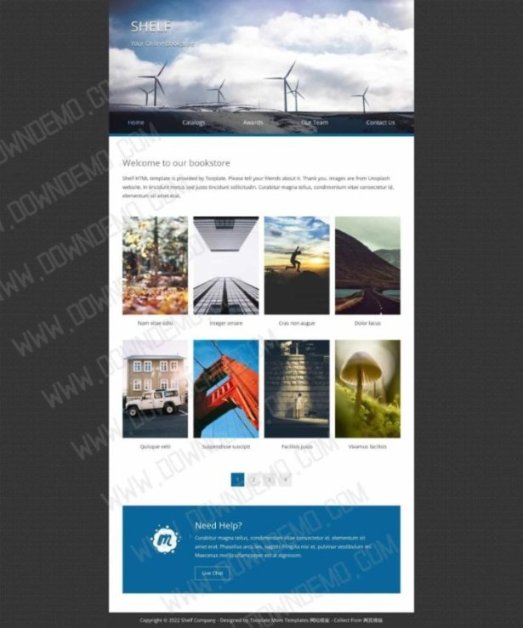 SHELF
Your Online Bookstore
Home Catalogs Awards Our Team Contact Us
Welcome to our bookstore
Shelf HTML template is provided by Tooplate. Please tell your friends about it. Thank you. Images are from Unsplash
website. In tincidunt metus sed justo tincidunt sollicitudin. Curabitur magna tellus, condimentum vitae consectetur id,
elementum sit amet erat.
Nam vitae odio Integer ornare Cras non augue Dolor lacus
Quisque velit Suspendisse suscipit Facilisis justo Vivamus facilisis
1 2 3 4
Need Help?
Curabitur magna tellus, condimentum vitae consectetur id, elementum sit
amet erat. Phasellus arcu leo, sagittis fringilla nisi et, pulvinar vestibulum mi.
Maecenas mollis ullamcorper est at dignissim.
Live Chat
Copyright © 2022 Shelf Company - Designed by Tooplate More Templates 网站模板 - Collect from 网页模板
WWW.DOWNDEMO.COM